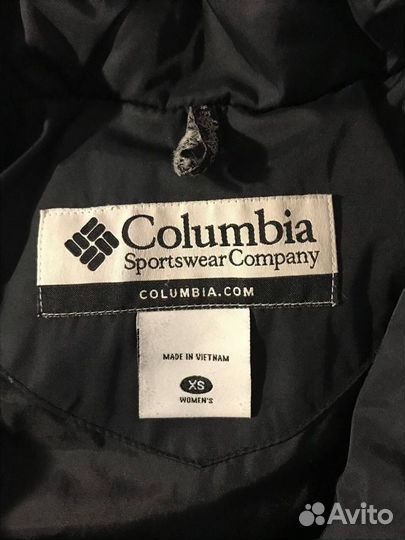 Columbia
Sportswear Company
COLUMBIA.COM
MADE IN VIETNAM
XS
WOMEN'S
Avito